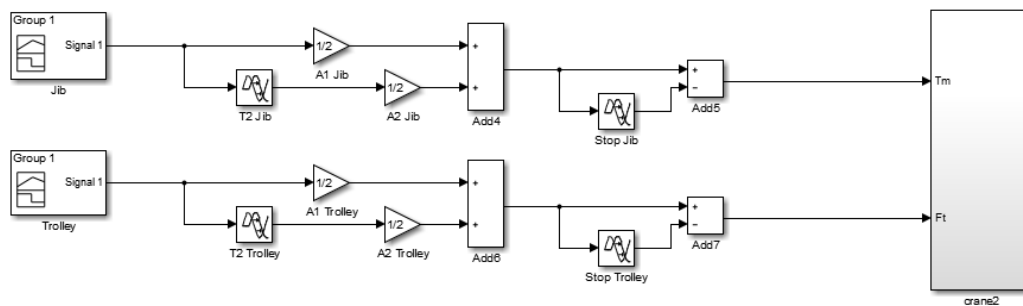 Group 1
Signal 1
Jib
1/2
A1 Jib
T2 Jib
1/2
A2 Jib
+
+
Add4
Stop Jib
+
−
Add5
Tm
Group 1
Signal 1
Trolley
1/2
A1 Trolley
T2 Trolley
1/2
A2 Trolley
+
+
Add6
Stop Trolley
+
−
Add7
Ft
crane2